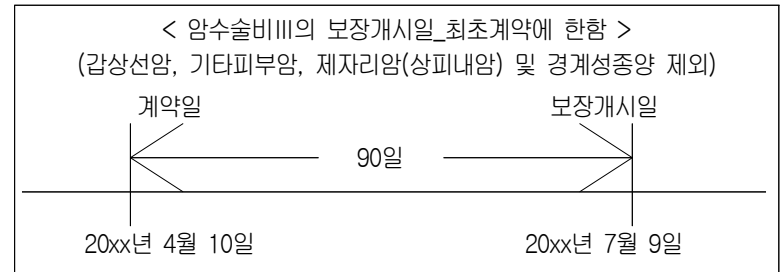 < 암수술비Ⅲ의 보장개시일_최초계약에 한함 >
(갑상선암, 기타피부암, 제자리암(상피내암) 및 경계성종양 제외)
계약일 보장개시일
90일
20xx년 4월 10일 20xx년 7월 9일